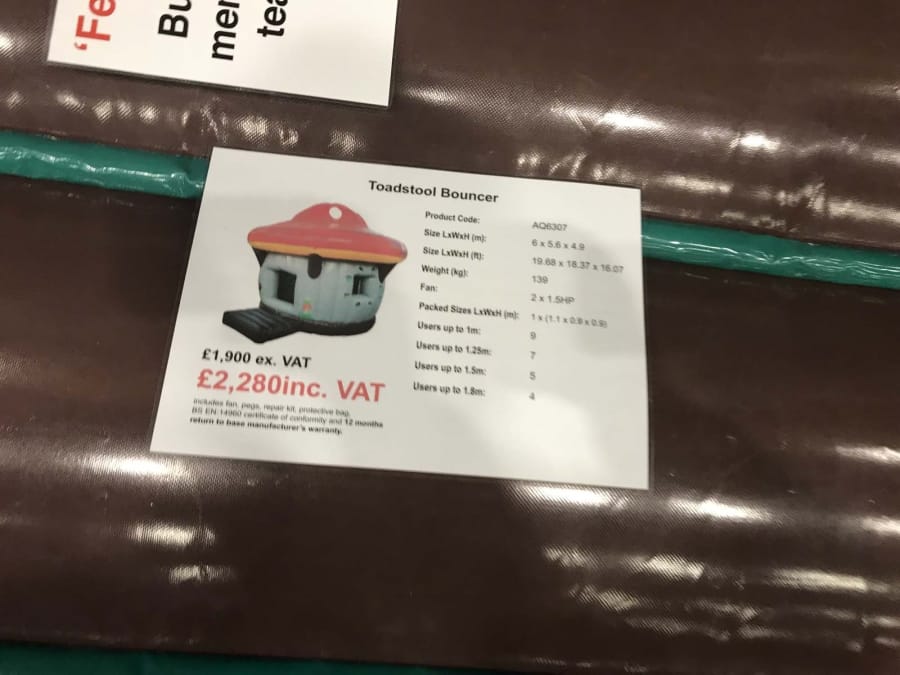 ‘Fe
Bu
mer
tea
Toadstool Bouncer
Product Code: AQ6307
Size LxWxH (m): 6 x 5.6 x 4.9
Size LxWxH (ft): 19.68 x 18.37 x 16.07
Weight (kg): 139
Fan: 2 x 1.5HP
Packed Sizes LxWxH (m): 1 x (1.1 x 0.9 x 0.9)
Users up to 1m: 9
Users up to 1.25m: 7
Users up to 1.5m: 5
Users up to 1.8m: 4
£1,900 ex. VAT
£2,280inc. VAT
includes fan, pegs, repair kit, protective bag,
BS EN 14960 certificate of conformity and 12 months
return to base manufacturer's warranty.